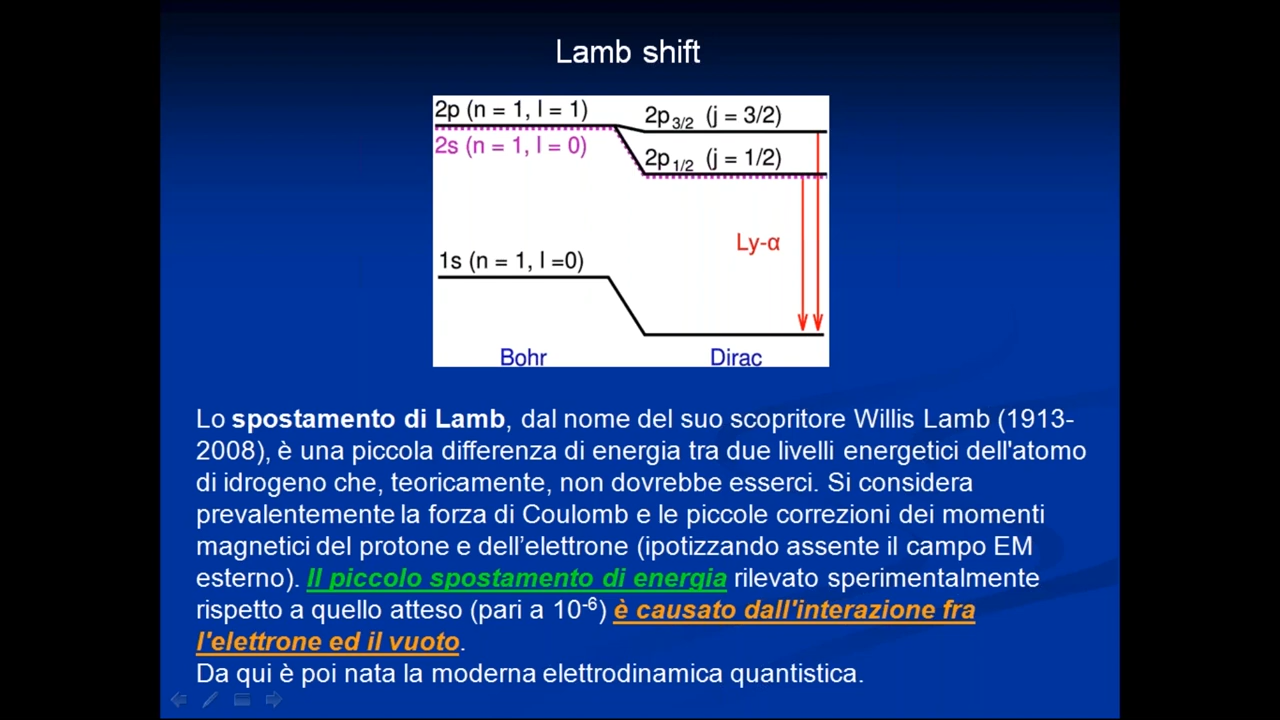 Lamb shift
2p (n = 1, l = 1)
2s (n = 1, l = 0)
2p3/2 (j = 3/2)
2p1/2 (j = 1/2)
Ly-α
1s (n = 1, l =0)
Bohr
Dirac
Lo spostamento di Lamb, dal nome del suo scopritore Willis Lamb (1913-
2008), è una piccola differenza di energia tra due livelli energetici dell'atomo
di idrogeno che, teoricamente, non dovrebbe esserci. Si considera
prevalentemente la forza di Coulomb e le piccole correzioni dei momenti
magnetici del protone e dell’elettrone (ipotizzando assente il campo EM
esterno). Il piccolo spostamento di energia rilevato sperimentalmente
rispetto a quello atteso (pari a 10-6) è causato dall'interazione fra
l'elettrone ed il vuoto.
Da qui è poi nata la moderna elettrodinamica quantistica.